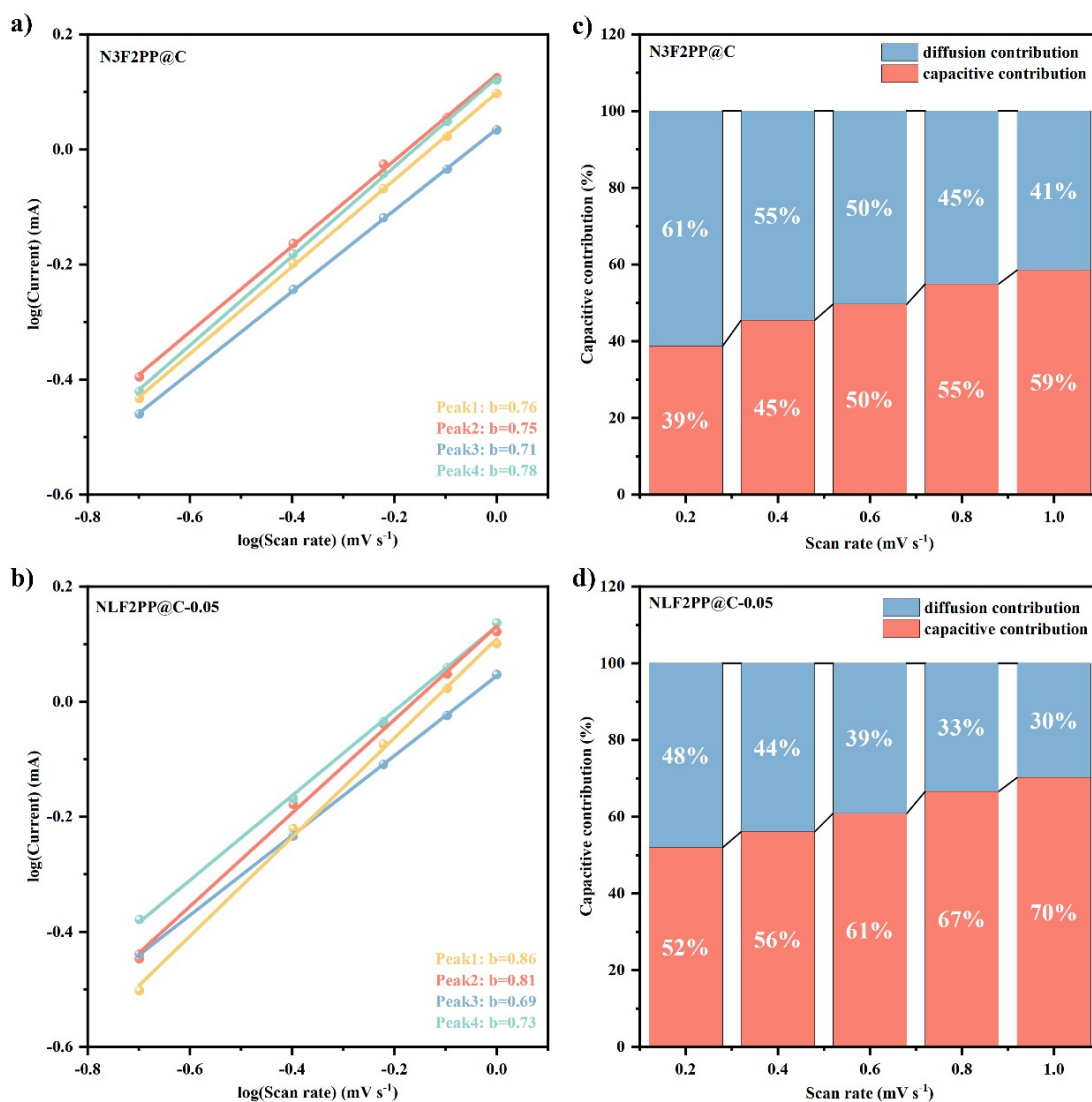 a)
N3F2PP@C
0.2
0.0
-0.2
-0.4
-0.6
log(Current) (mA)
Peak1: b=0.76
Peak2: b=0.75
Peak3: b=0.71
Peak4: b=0.78
-0.8 -0.6 -0.4 -0.2 0.0
log(Scan rate) (mV s⁻¹)
c)
N3F2PP@C
diffusion contribution
capacitive contribution
120
100
80
60
40
20
0
Capacitive contribution (%)
61% 55% 50% 45% 41%
39% 45% 50% 55% 59%
0.2 0.4 0.6 0.8 1.0
Scan rate (mV s⁻¹)
b)
NLF2PP@C-0.05
0.2
0.0
-0.2
-0.4
-0.6
log(Current) (mA)
Peak1: b=0.86
Peak2: b=0.81
Peak3: b=0.69
Peak4: b=0.73
-0.8 -0.6 -0.4 -0.2 0.0
log(Scan rate) (mV s⁻¹)
d)
NLF2PP@C-0.05
diffusion contribution
capacitive contribution
120
100
80
60
40
20
0
Capacitive contribution (%)
48% 44% 39% 33% 30%
52% 56% 61% 67% 70%
0.2 0.4 0.6 0.8 1.0
Scan rate (mV s⁻¹)